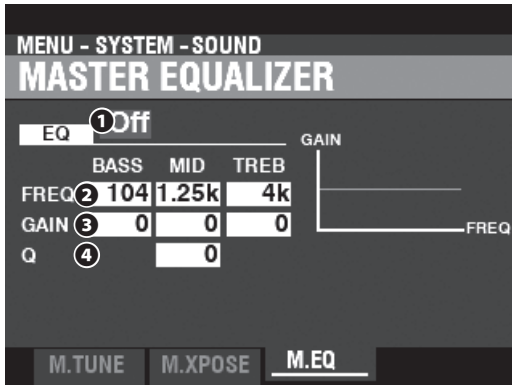 MENU - SYSTEM - SOUND
MASTER EQUALIZER
EQ 1 Off
GAIN
BASS MID TREB
FREQ 2 104 1.25k 4k
GAIN 3 0 0 0
FREQ
Q 4 0
M.TUNE M.XPOSE M.EQ